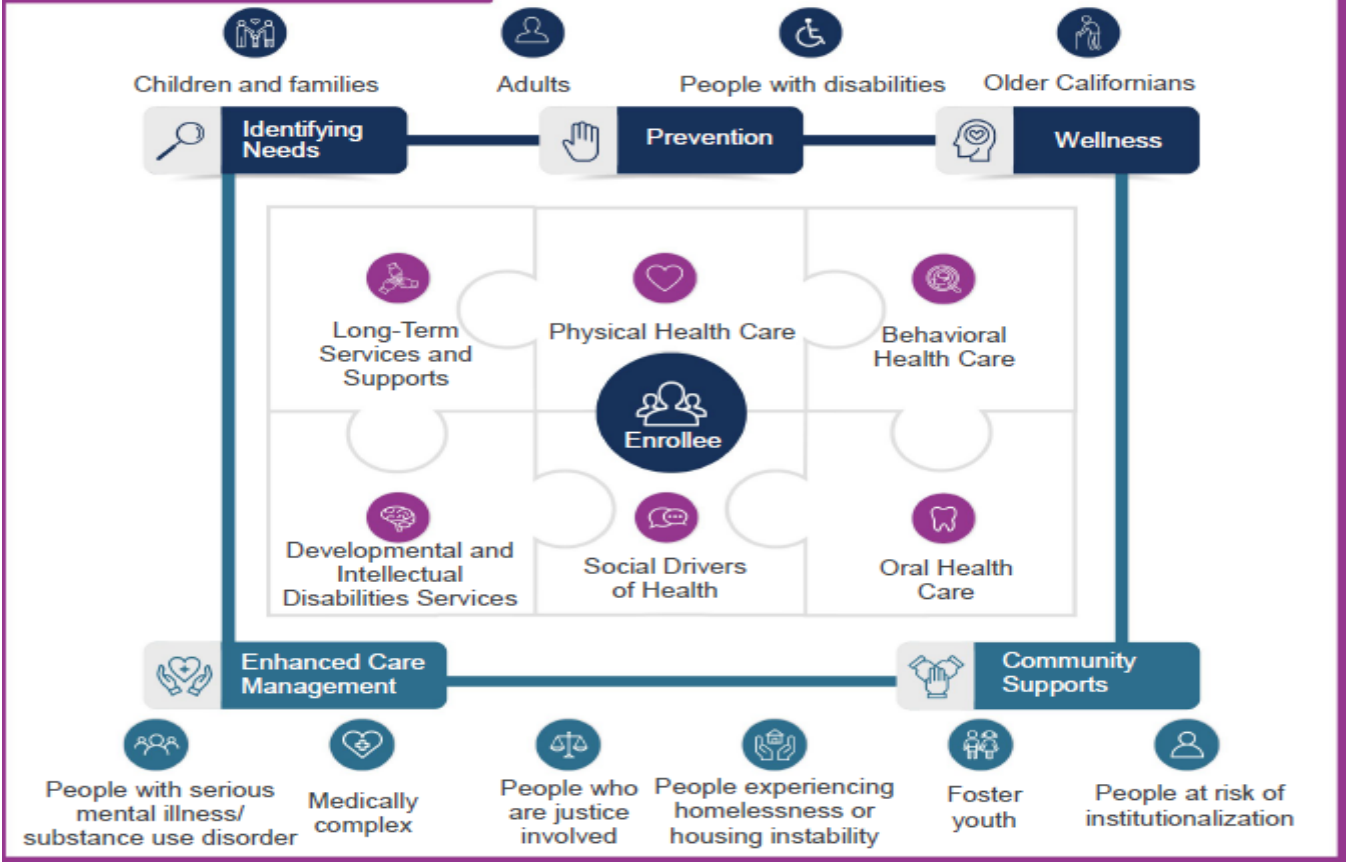 Children and families
Adults
People with disabilities
Older Californians
Identifying
Needs
Prevention
Wellness
Long-Term
Services and
Supports
Physical Health Care
Behavioral
Health Care
Enrollee
Developmental and
Intellectual
Disabilities Services
Social Drivers
of Health
Oral Health
Care
Enhanced Care
Management
Community
Supports
People with serious
mental illness/
substance use disorder
Medically
complex
People who
are justice
involved
People experiencing
homelessness or
housing instability
Foster
youth
People at risk of
institutionalization